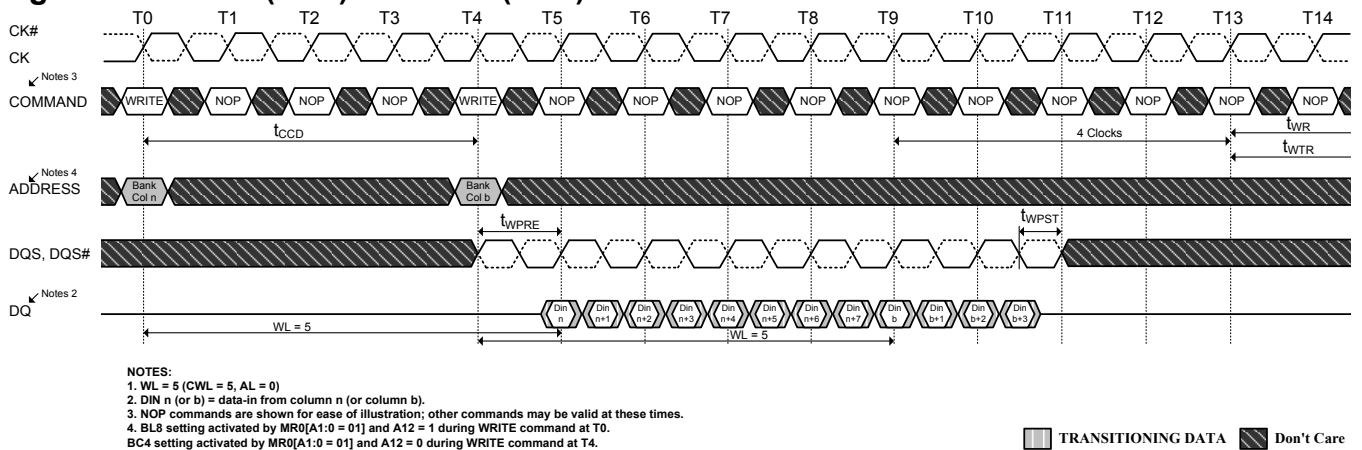 T0 T1 T2 T3 T4 T5 T6 T7 T8 T9 T10 T11 T12 T13 T14
CK#
CK
Notes 3
COMMAND WRITE NOP NOP NOP WRITE NOP NOP NOP NOP NOP NOP NOP NOP NOP NOP
tCCD 4 Clocks tWR
tWTR
Notes 4
ADDRESS Bank Col n Bank Col b
tWPRE tWPST
DQS, DQS#
Notes 2
DQ Din n Din n+1 Din n+2 Din n+3 Din n+4 Din n+5 Din n+6 Din n+7 Din b Din b+1 Din b+2 Din b+3
WL = 5 WL = 5
NOTES:
1. WL = 5 (CWL = 5, AL = 0)
2. DIN n (or b) = data-in from column n (or column b).
3. NOP commands are shown for ease of illustration; other commands may be valid at these times.
4. BL8 setting activated by MR0[A1:0 = 01] and A12 = 1 during WRITE command at T0.
BC4 setting activated by MR0[A1:0 = 01] and A12 = 0 during WRITE command at T4.
TRANSITIONING DATA Don't Care